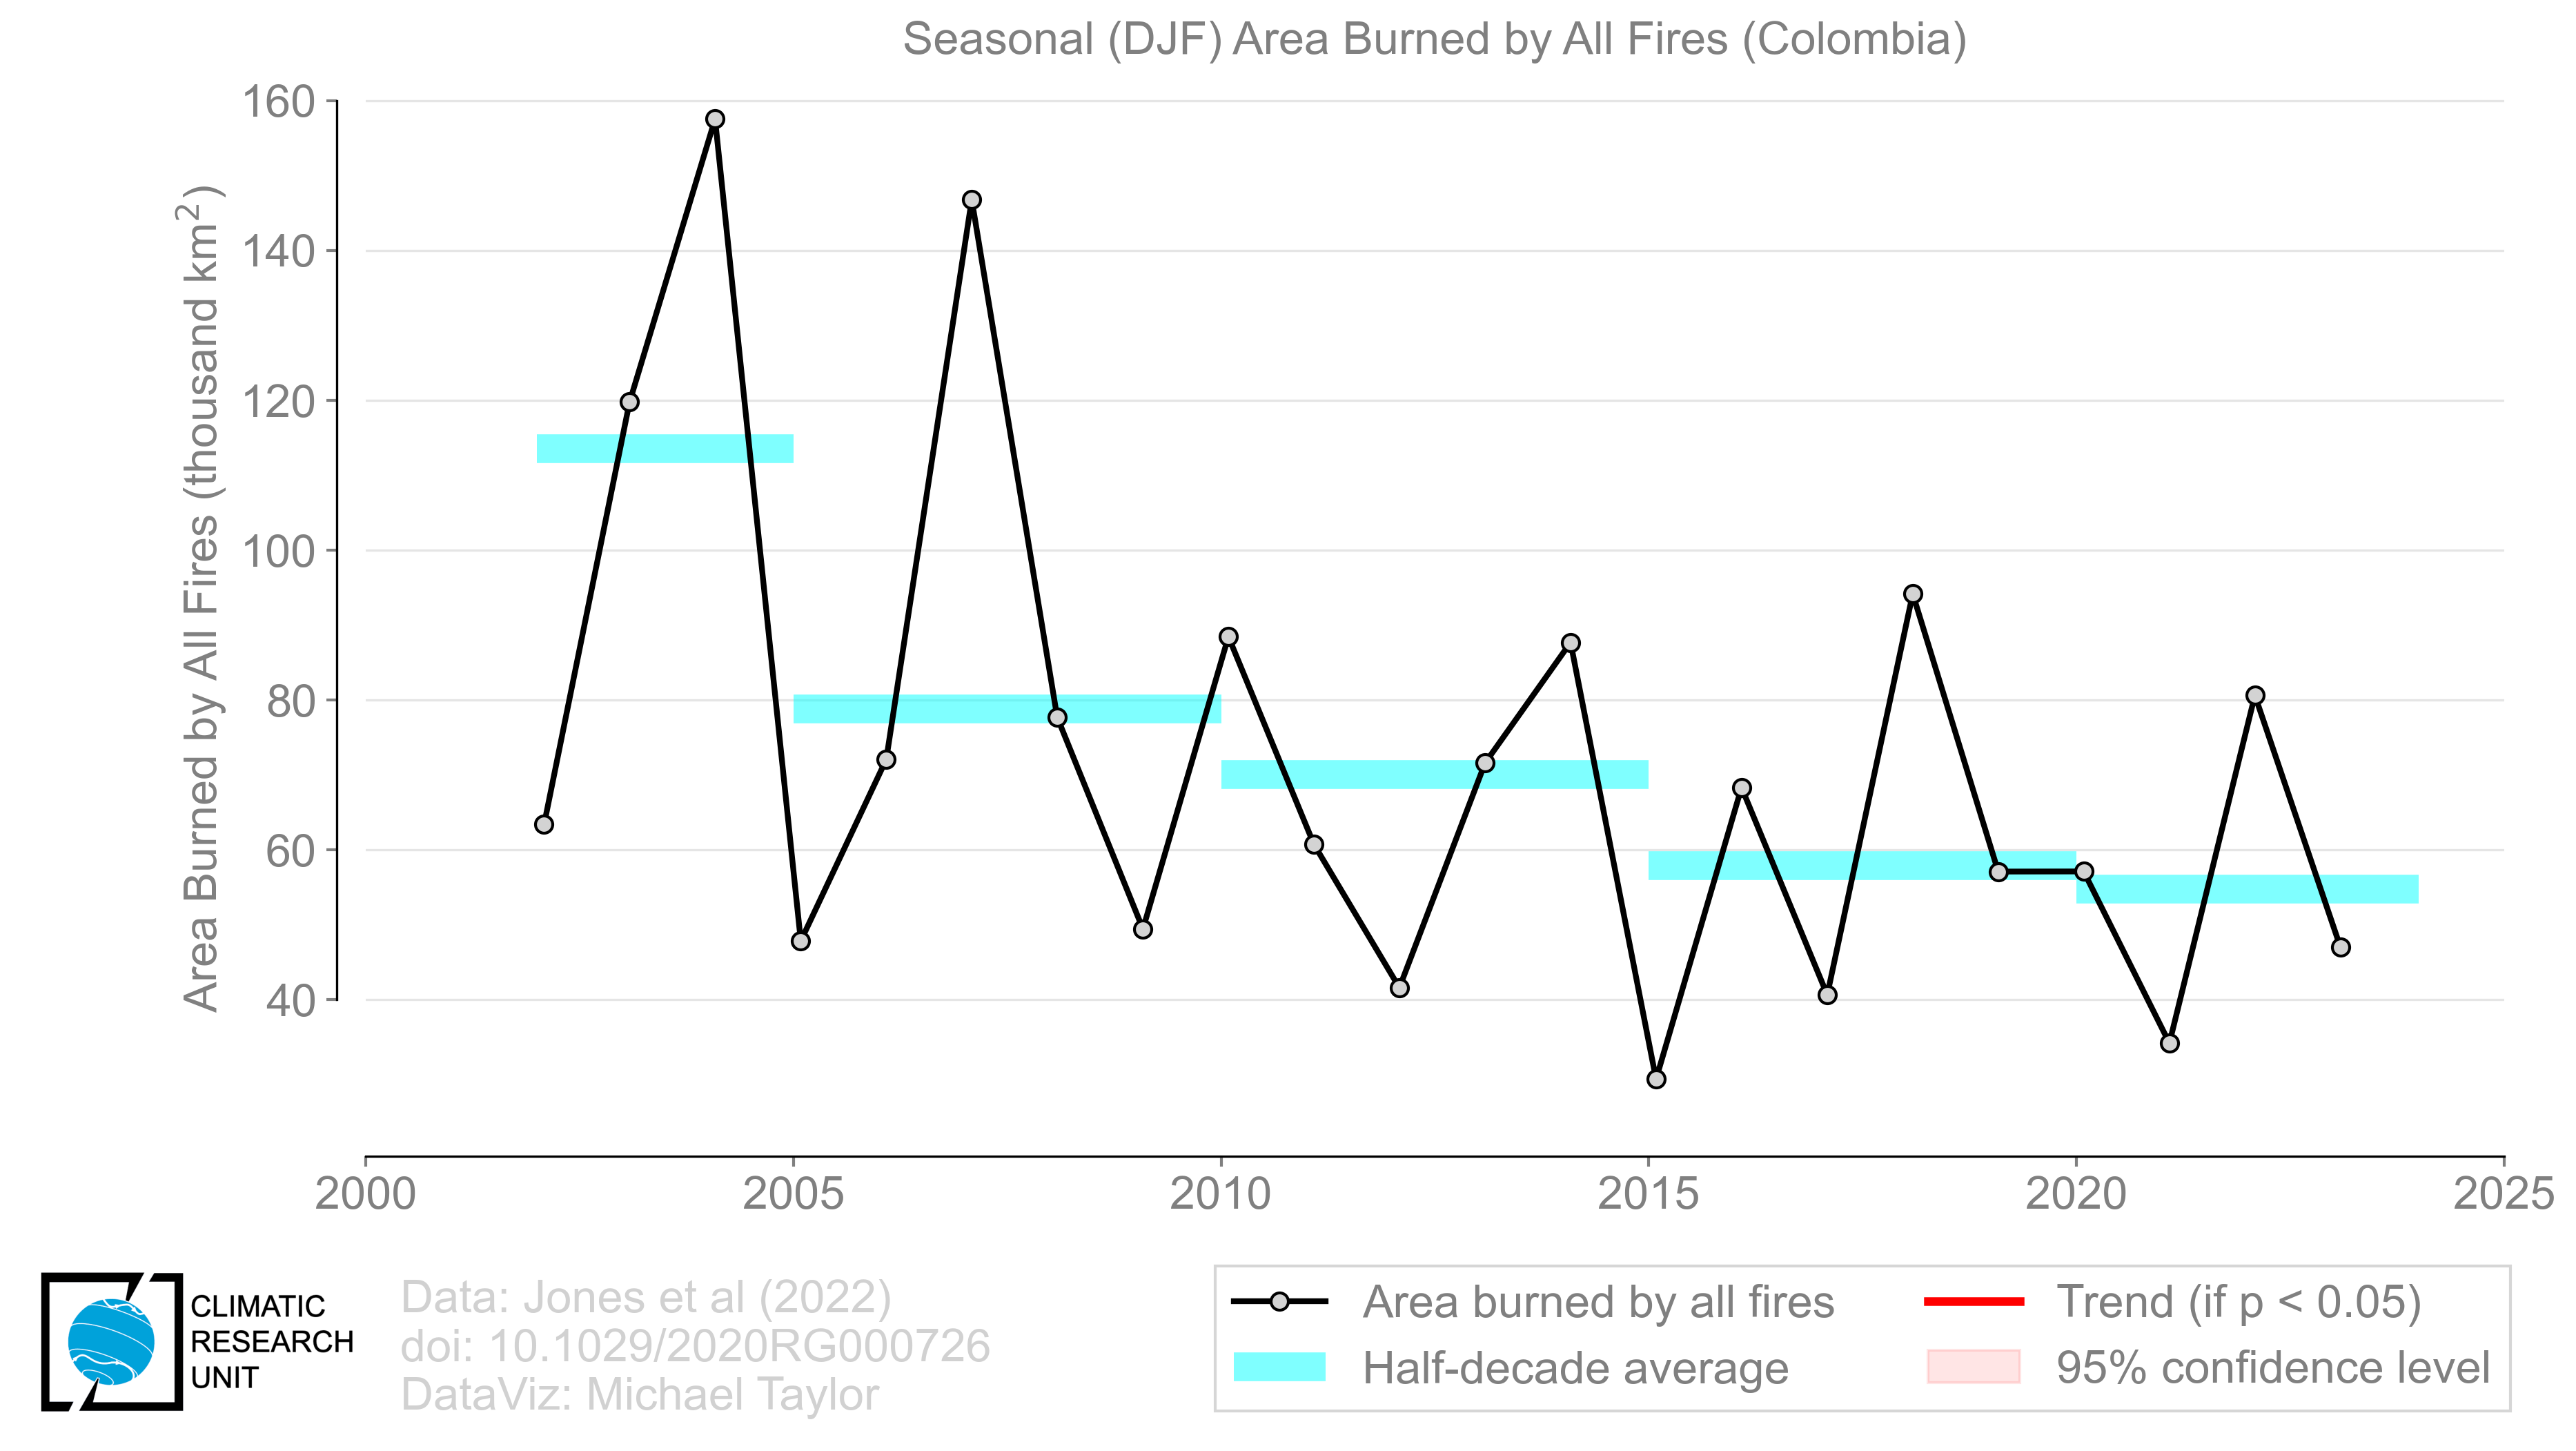 Seasonal (DJF) Area Burned by All Fires (Colombia)
Area Burned by All Fires (thousand km²)
160
140
120
100
80
60
40
2000 2005 2010 2015 2020 2025
CLIMATIC
RESEARCH
UNIT
Data: Jones et al (2022)
doi: 10.1029/2020RG000726
DataViz: Michael Taylor
Area burned by all fires
Half-decade average
Trend (if p < 0.05)
95% confidence level